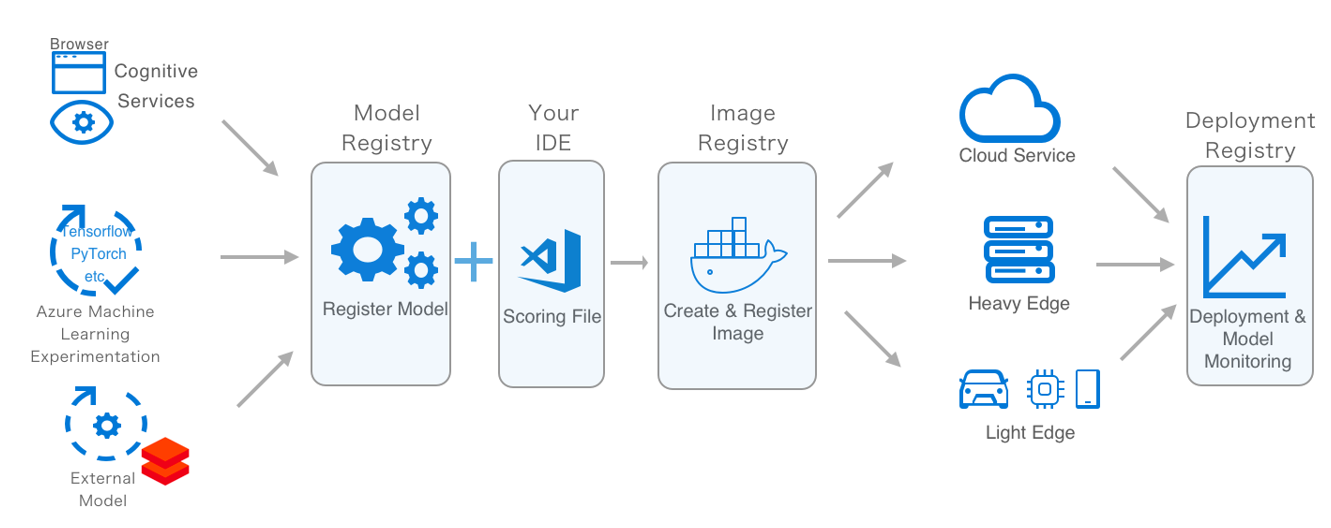 Browser
Cognitive
Services
Tensorflow
PyTorch
etc
Azure Machine
Learning
Experimentation
External
Model
Model
Registry
Register Model
Your
IDE
Scoring File
Image
Registry
Create & Register
Image
Cloud Service
Heavy Edge
Light Edge
Deployment
Registry
Deployment &
Model
Monitoring